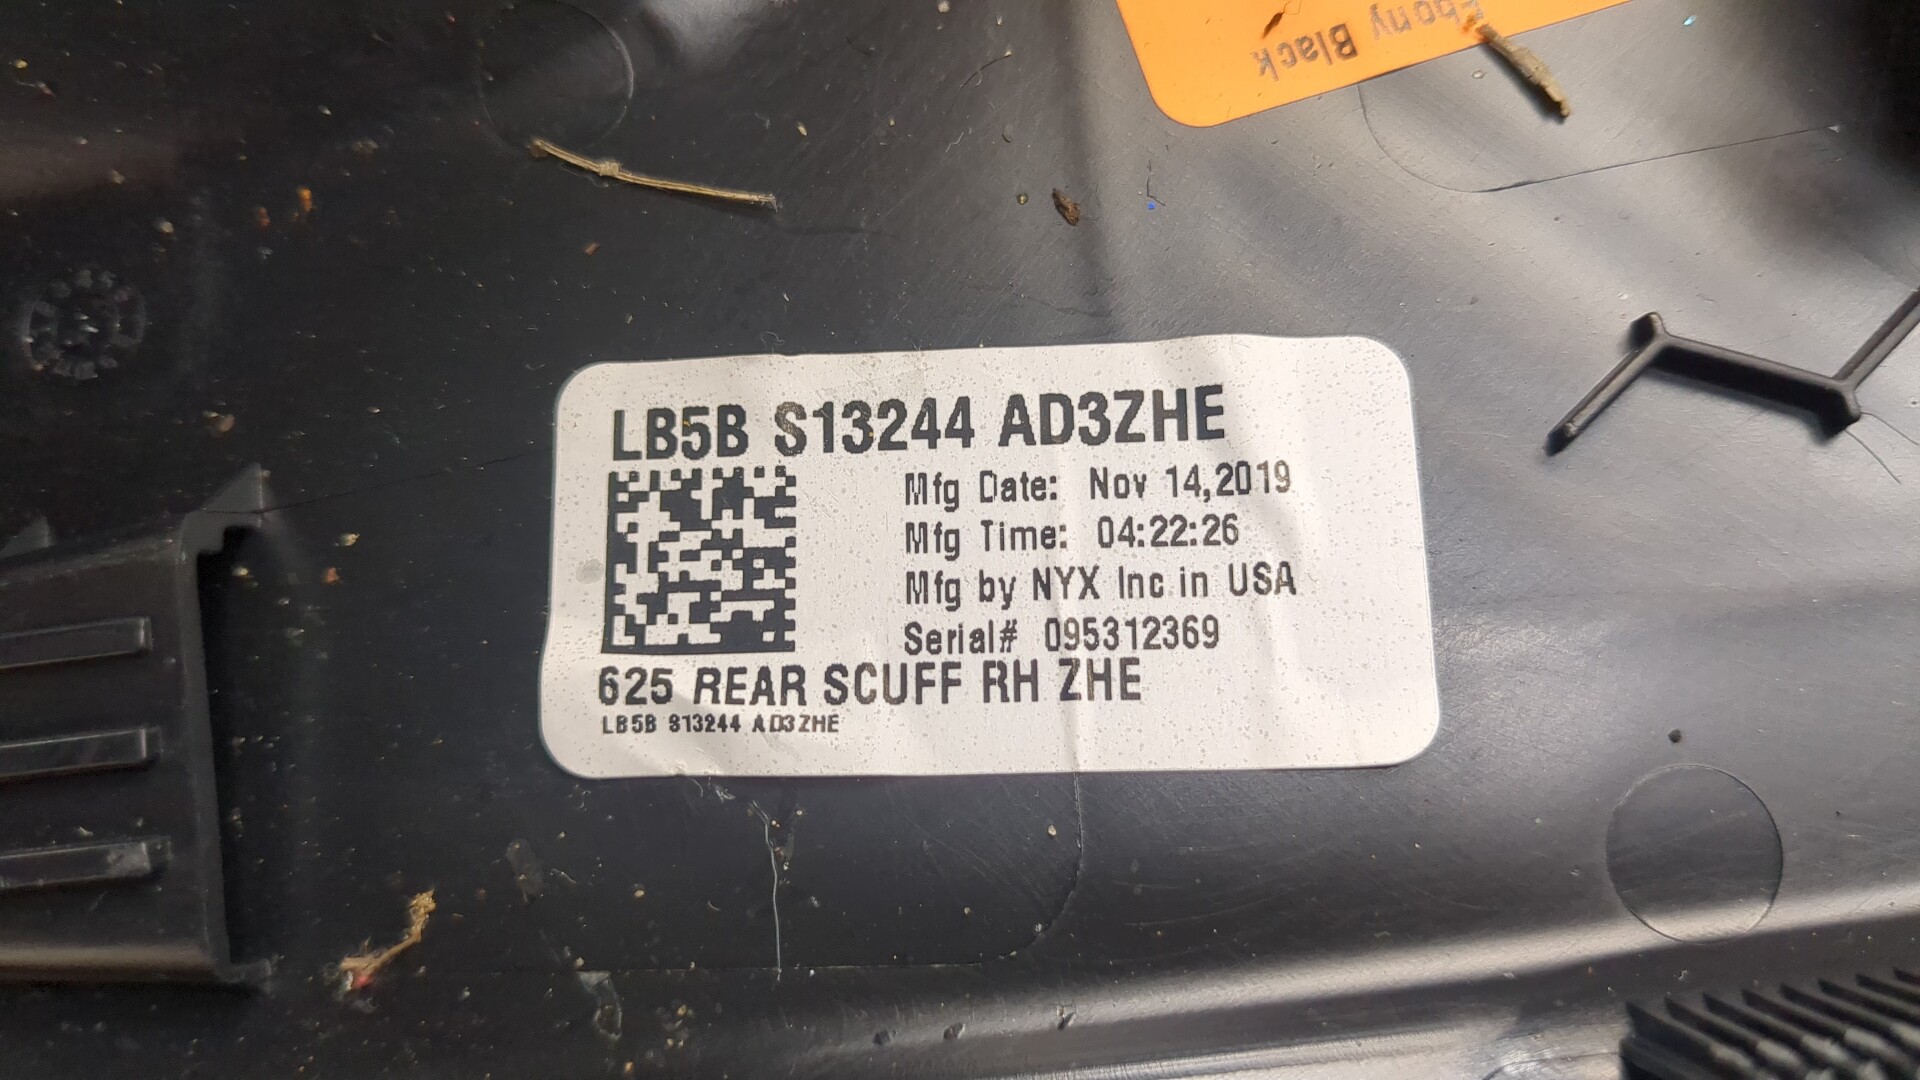 Ebony Black
LB5B S13244 AD3ZHE
Mfg Date: Nov 14,2019
Mfg Time: 04:22:26
Mfg by NYX Inc in USA
Serial# 095312369
625 REAR SCUFF RH ZHE
LB5B S13244 AD3ZHE